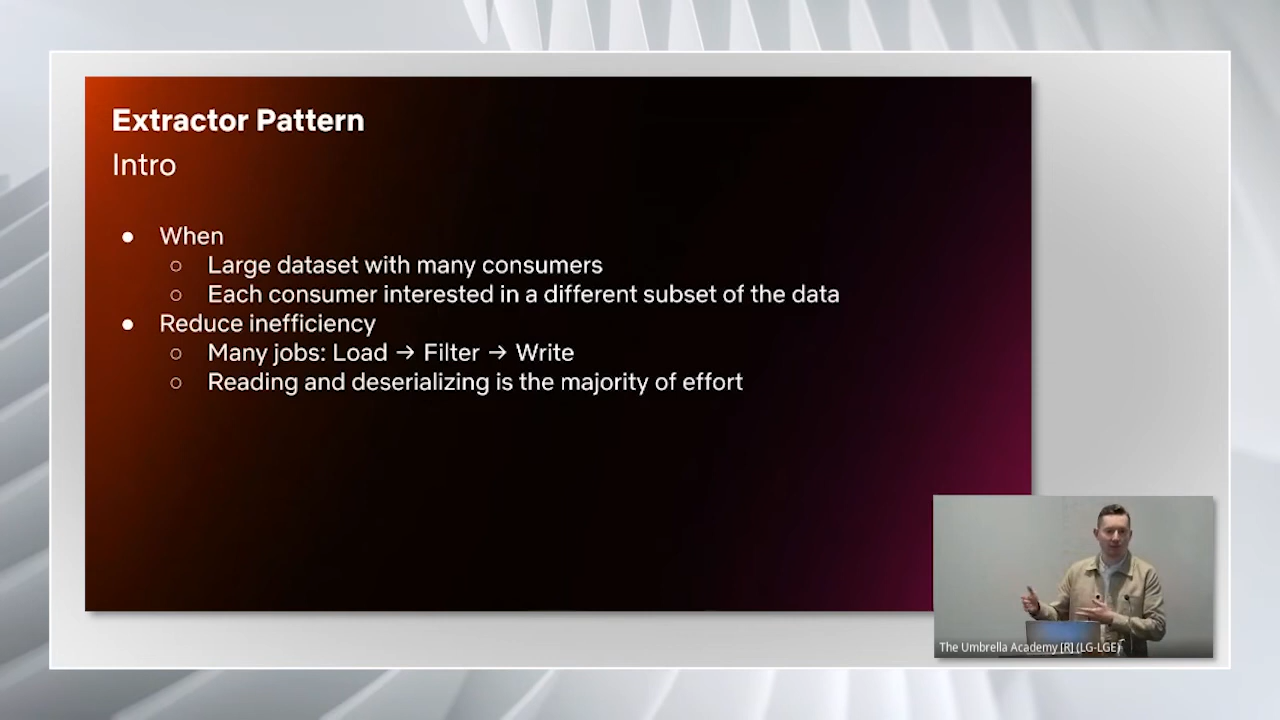 Extractor Pattern
Intro
● When
○ Large dataset with many consumers
○ Each consumer interested in a different subset of the data
● Reduce inefficiency
○ Many jobs: Load → Filter → Write
○ Reading and deserializing is the majority of effort
The Umbrella Academy [R] (LG-LGE)